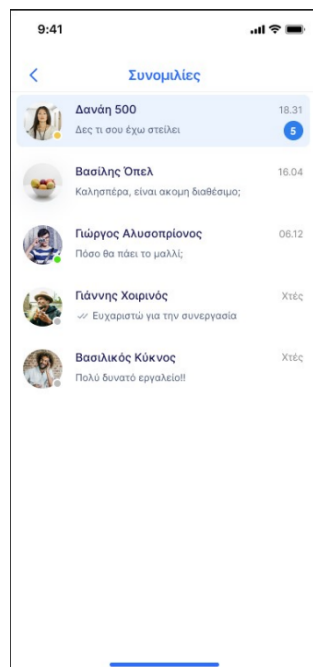 9:41
Συνομιλίες
Δανάη 500 18.31
Δες τι σου έχω στείλει 5
Βασίλης Όπελ 16.04
Καλησπέρα, είναι ακομη διαθέσιμο;
Γιώργος Αλυσοπρίονος 06.12
Πόσο θα πάει το μαλλί;
Γιάννης Χοιρινός Χτές
Ευχαριστώ για την συνεργασία
Βασιλικός Κύκνος Χτές
Πολύ δυνατό εργαλείο!!